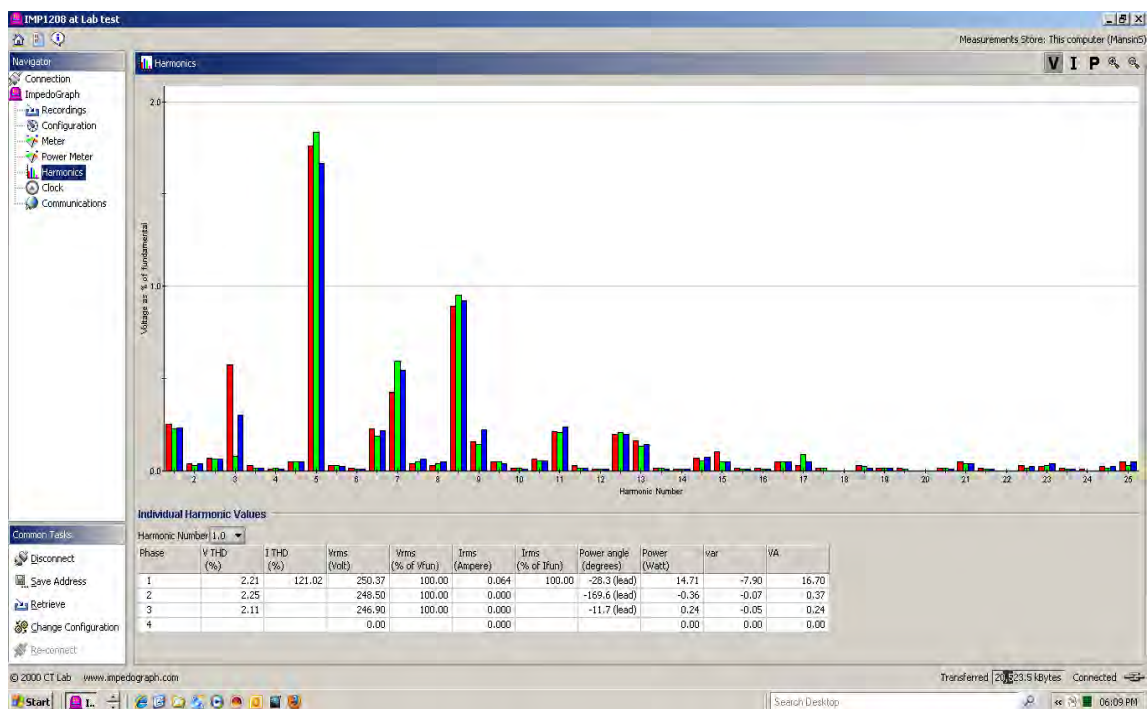 IMP1208 at Lab test
Measurements Store: This computer (MansinS)
Navigator
Connection
ImpedoGraph
Recordings
Configuration
Meter
Power Meter
Harmonics
Clock
Communications
Harmonics
V I P
Voltage as % of fundamental
2.0
1.0
0.0
2 3 4 5 6 7 8 9 10 11 12 13 14 15 16 17 18 19 20 21 22 23 24 25
Harmonic Number
Individual Harmonic Values
Harmonic Number 1.0
Phase V THD (%) I THD (%) Vrms (Volt) Vrms (% of Vfun) Irms (Ampere) Irms (% of Ifun) Power angle (degrees) Power (Watt) var VA
1 2.21 121.02 250.37 100.00 0.064 100.00 -28.3 (lead) 14.71 -7.90 16.70
2 2.25 248.50 100.00 0.000 -169.6 (lead) -0.36 -0.07 0.37
3 2.11 246.90 100.00 0.000 -11.7 (lead) 0.24 -0.05 0.24
4 0.00 0.000 0.00 0.00 0.00
Common Tasks
Disconnect
Save Address
Retrieve
Change Configuration
Re-connect
© 2000 CT Lab www.impedograph.com
Transferred kBytes Connected
Start I..
Search Desktop
06:09 PM